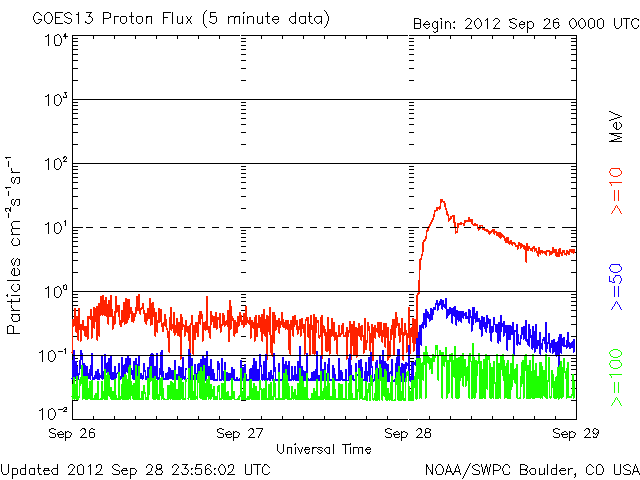 GOES13 Proton Flux (5 minute data)
Begin: 2012 Sep 26 0000 UTC
10⁴
10³
10²
10¹
10⁰
10⁻¹
10⁻²
Particles cm⁻²s⁻¹sr⁻¹
MeV
>=10
>=50
>=100
Sep 26
Sep 27
Sep 28
Sep 29
Universal Time
Updated 2012 Sep 28 23:56:02 UTC
NOAA/SWPC Boulder, CO USA